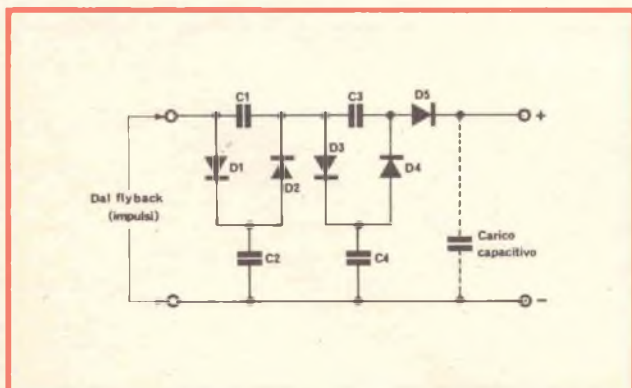 C1
C3
D5
+
D1
D2
D3
D4
Dal flyback
(impulsi)
C2
C4
Carico
capacitivo
−